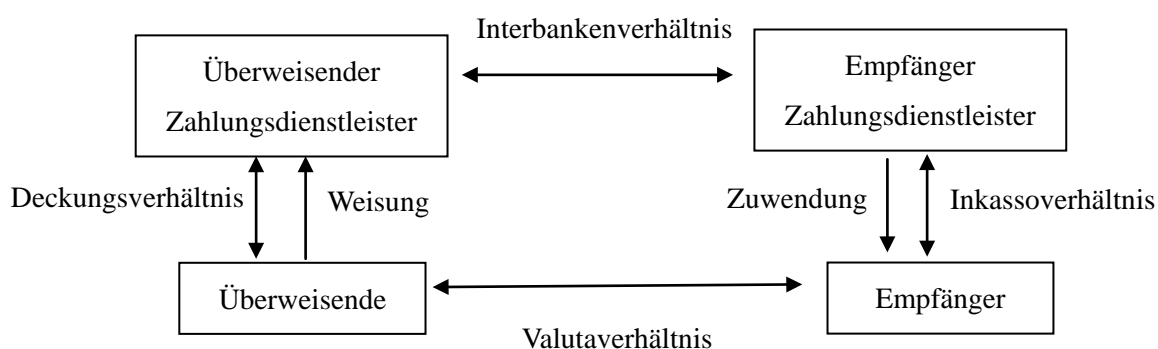 Interbankenverhältnis
Überweisender
Zahlungsdienstleister
Empfänger
Zahlungsdienstleister
Deckungsverhältnis
Weisung
Zuwendung
Inkassoverhältnis
Überweisende
Empfänger
Valutaverhältnis